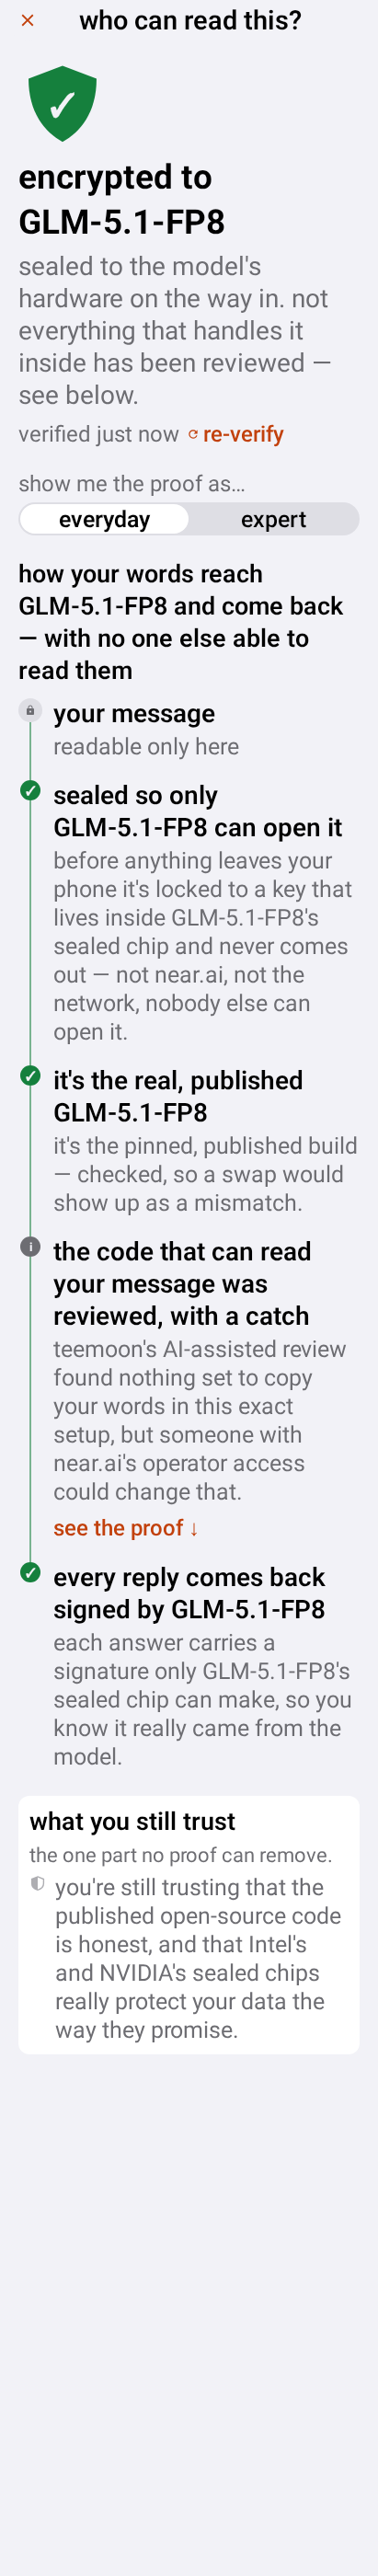 × who can read this?
encrypted to
GLM-5.1-FP8
sealed to the model's
hardware on the way in. not
everything that handles it
inside has been reviewed —
see below.
verified just now re-verify
show me the proof as...
everyday expert
how your words reach
GLM-5.1-FP8 and come back
— with no one else able to
read them
your message
readable only here
sealed so only
GLM-5.1-FP8 can open it
before anything leaves your
phone it's locked to a key that
lives inside GLM-5.1-FP8's
sealed chip and never comes
out — not near.ai, not the
network, nobody else can
open it.
it's the real, published
GLM-5.1-FP8
it's the pinned, published build
— checked, so a swap would
show up as a mismatch.
the code that can read
your message was
reviewed, with a catch
teemoon's AI-assisted review
found nothing set to copy
your words in this exact
setup, but someone with
near.ai's operator access
could change that.
see the proof ↓
every reply comes back
signed by GLM-5.1-FP8
each answer carries a
signature only GLM-5.1-FP8's
sealed chip can make, so you
know it really came from the
model.
what you still trust
the one part no proof can remove.
you're still trusting that the
published open-source code
is honest, and that Intel's
and NVIDIA's sealed chips
really protect your data the
way they promise.